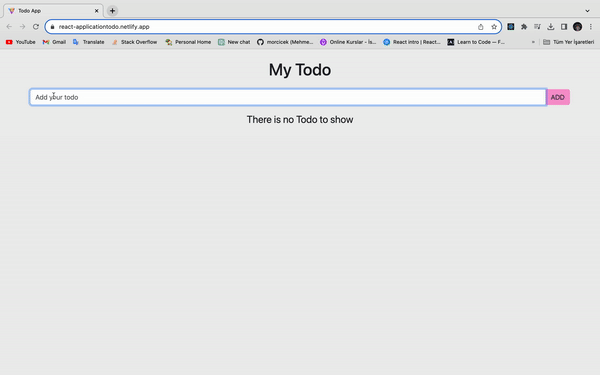 Todo App
react-applicationtodo.netlify.app
YouTube Gmail Translate Stack Overflow Personal Home New chat morcicek (Mehme... Online Kurslar - İs... React intro | React... Learn to Code — F... » Tüm Yer İşaretleri
My Todo
Add your todo ADD
There is no Todo to show